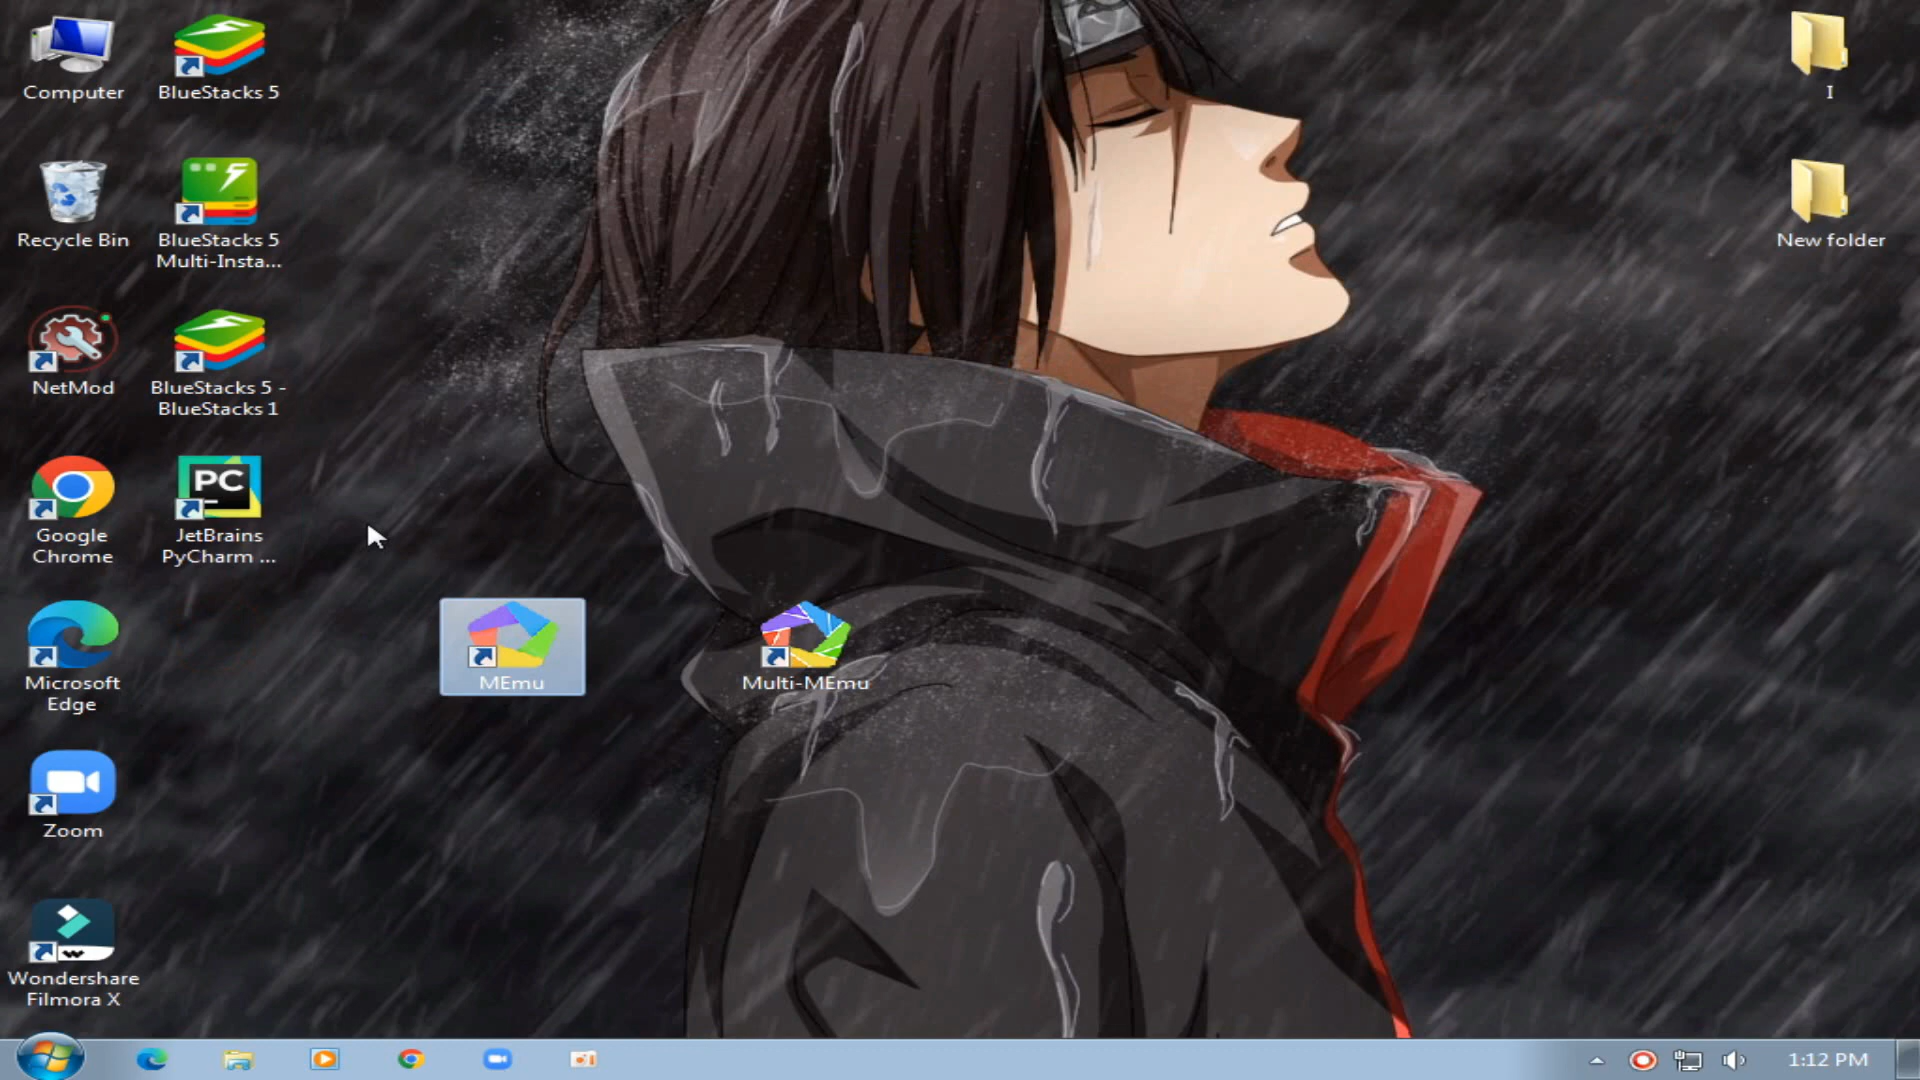 Computer
BlueStacks 5
I
Recycle Bin
BlueStacks 5
Multi-Insta...
New folder
NetMod
BlueStacks 5 -
BlueStacks 1
PC
Google
Chrome
JetBrains
PyCharm ...
MEmu
Multi-MEmu
Microsoft
Edge
Zoom
Wondershare
Filmora X
1:12 PM